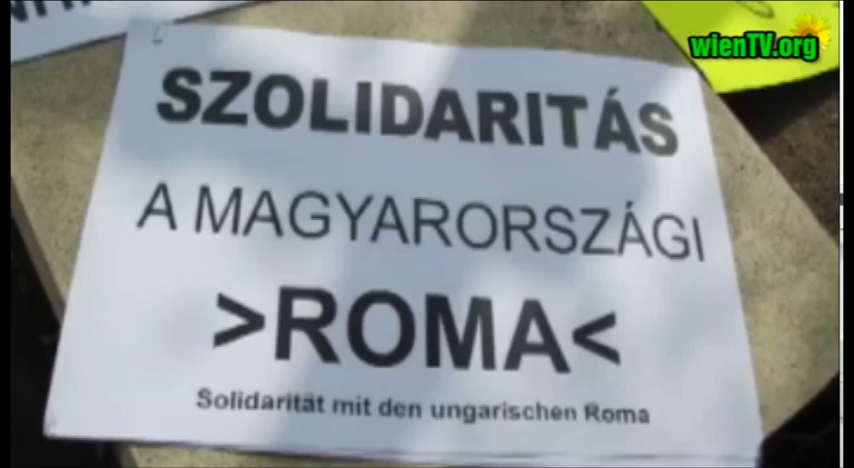 wienTV.org
SZOLIDARITÁS
A MAGYARORSZÁGI
>ROMA<
Solidarität mit den ungarischen Roma